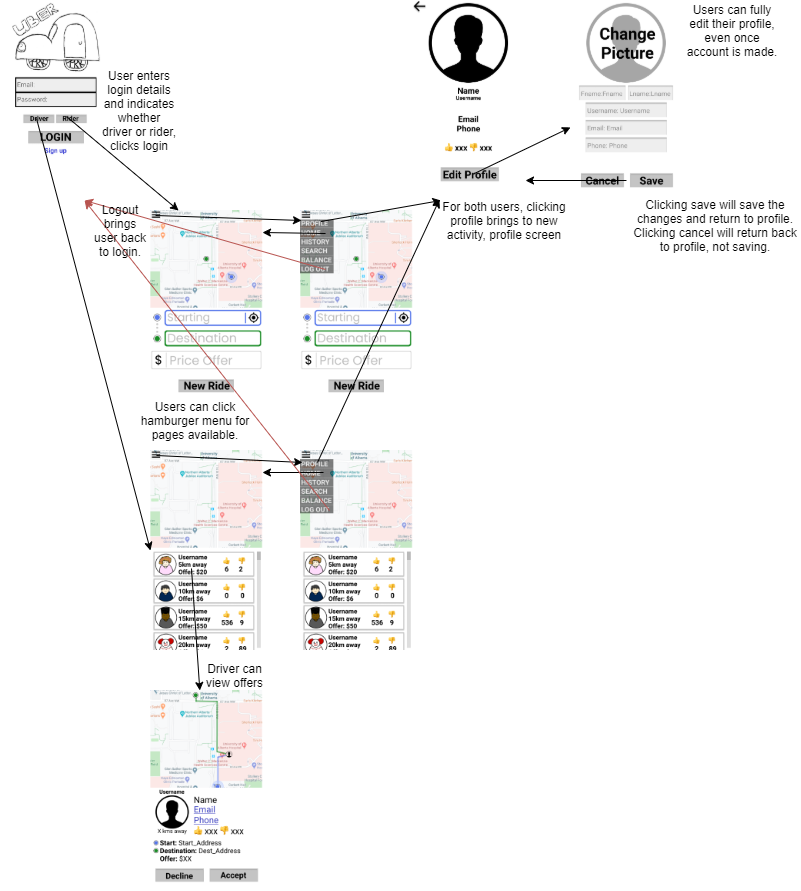 UBER
Email
Password:
Driver Rider
LOGIN
Sign up
User enters
login details
and indicates
whether
driver or rider,
clicks login
Name
Username
Email
Phone
xxx xxx
Edit Profile
Change
Picture
Fname:Fname Lname:Lname
Username: Username
Email: Email
Phone: Phone
Cancel Save
Users can fully
edit their profile,
even once
account is made.
Clicking save will save the
changes and return to profile.
Clicking cancel will return back
to profile, not saving.
For both users, clicking
profile brings to new
activity, profile screen
Logout
brings
user back
to login.
Starting
Destination
$ Price Offer
New Ride
PROFILE
HOME
HISTORY
SEARCH
BALANCE
LOG OUT
Starting
Destination
$ Price Offer
New Ride
Users can click
hamburger menu for
pages available.
University
of Athens
Username
5km away
Offer: $20
6 2
Username
10km away
Offer: $6
0 0
Username
15km away
Offer: $50
536 9
Username
20km away
2 89
PROFILE
HOME
HISTORY
SEARCH
BALANCE
LOG OUT
Username
5km away
Offer: $20
6 2
Username
10km away
Offer: $6
0 0
Username
15km away
Offer: $50
536 9
Username
20km away
2 89
Driver can
view offers
Username
X kms away
Name
Email
Phone
xxx xxx
Start: Start_Address
Destination: Dest_Address
Offer: $XX
Decline Accept